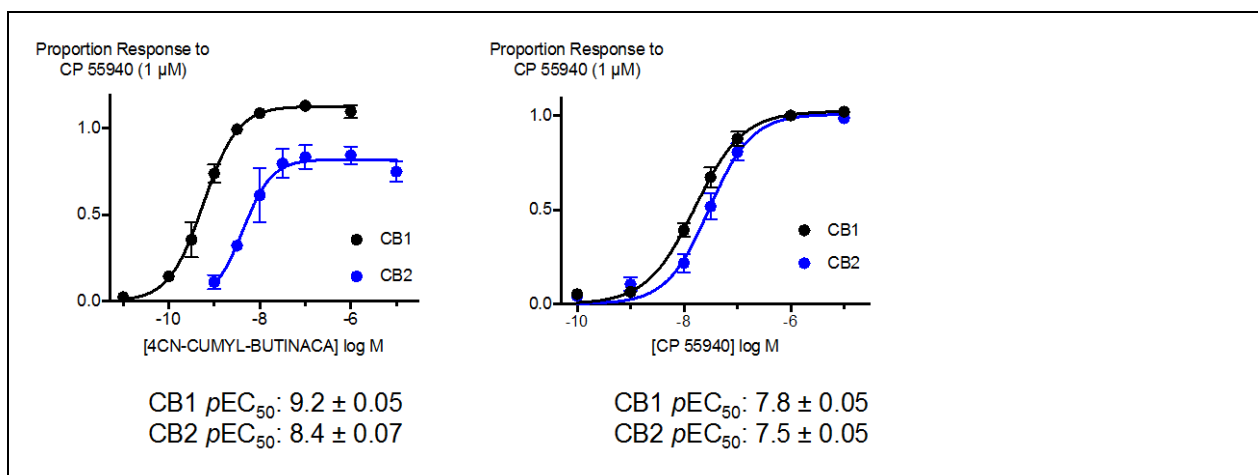 Proportion Response to
CP 55940 (1 µM)
1.0
0.5
0.0
CB1
CB2
-10
-8
-6
[4CN-CUMYL-BUTINACA] log M
CB1 pEC50: 9.2 ± 0.05
CB2 pEC50: 8.4 ± 0.07
Proportion Response to
CP 55940 (1 µM)
1.0
0.5
0.0
CB1
CB2
-10
-8
-6
[CP 55940] log M
CB1 pEC50: 7.8 ± 0.05
CB2 pEC50: 7.5 ± 0.05